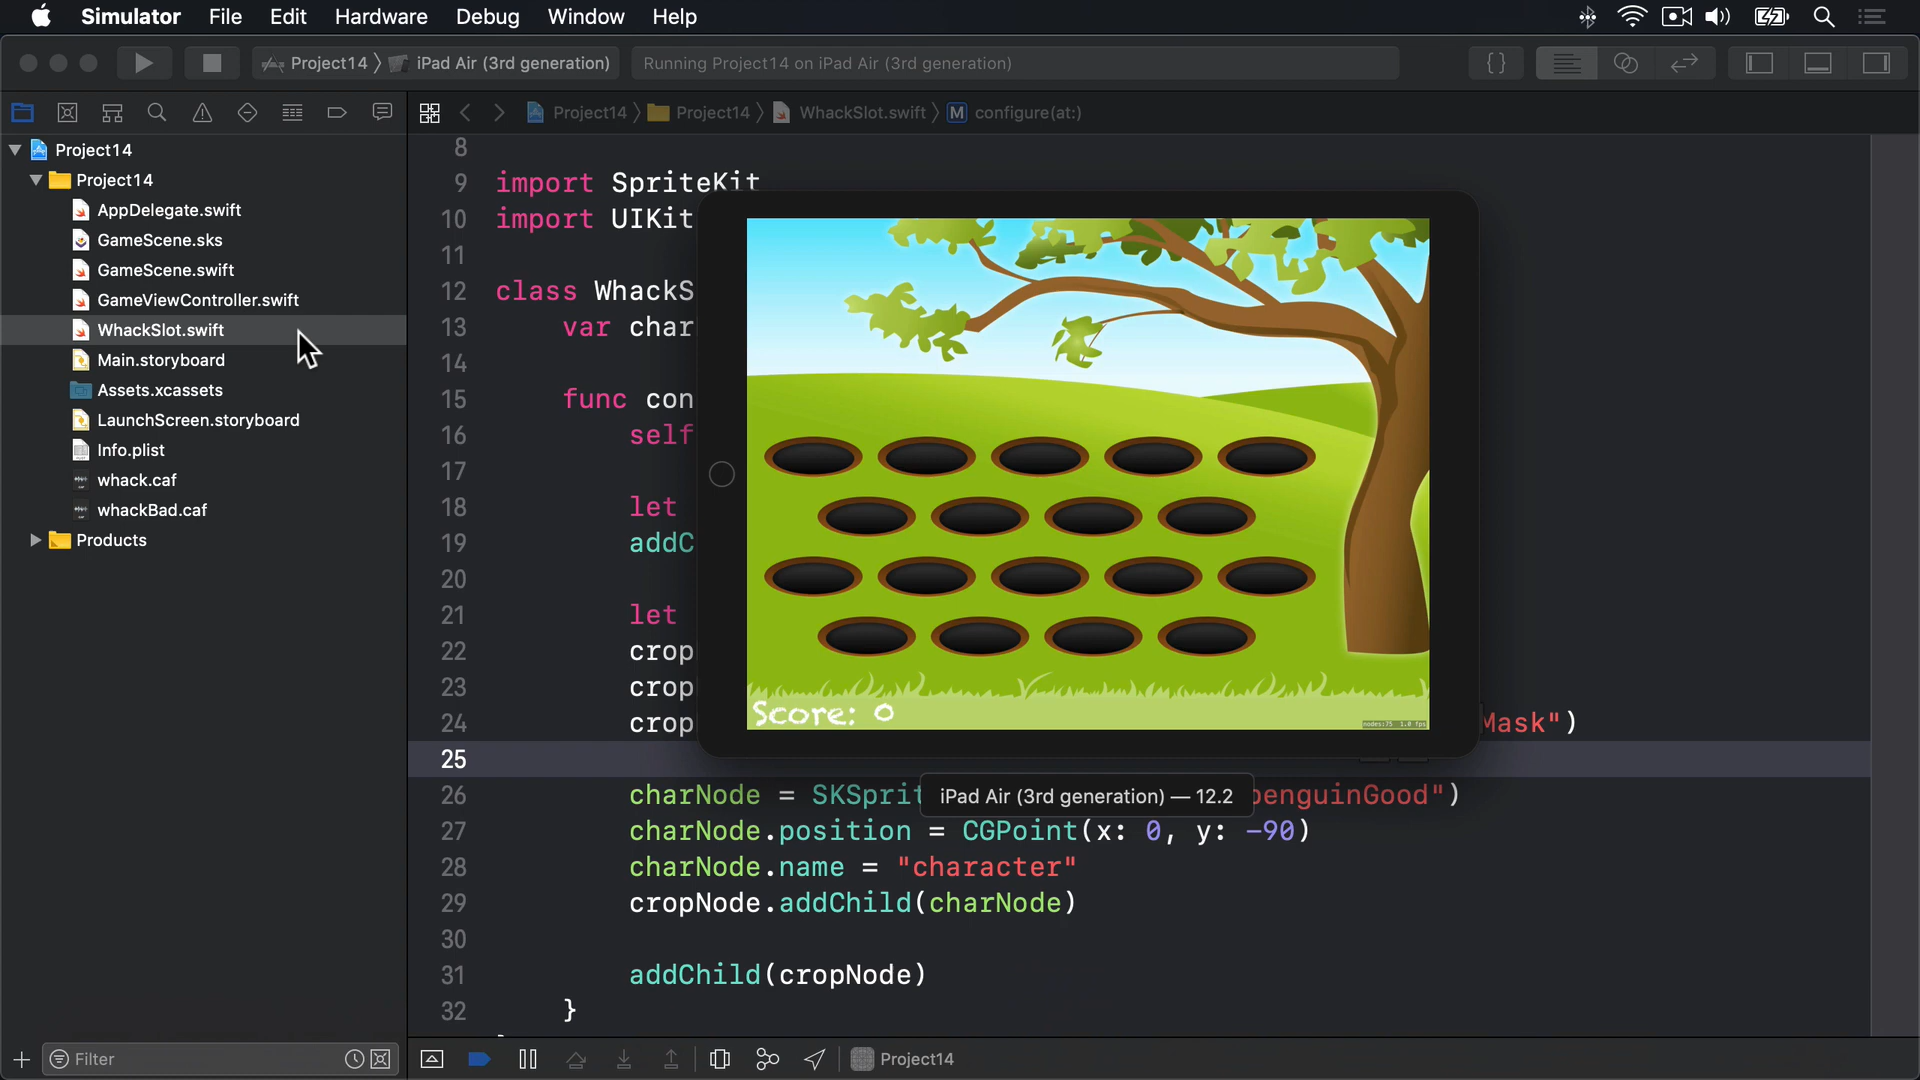 Simulator File Edit Hardware Debug Window Help
Project14 iPad Air (3rd generation) Running Project14 on iPad Air (3rd generation) {}
Project14 Project14 WhackSlot.swift M configure(at:)
Project14
Project14
AppDelegate.swift
GameScene.sks
GameScene.swift
GameViewController.swift
WhackSlot.swift
Main.storyboard
Assets.xcassets
LaunchScreen.storyboard
Info.plist
whack.caf
whackBad.caf
Products
Filter
8
9 import SpriteKit
10 import UIKit
11
12 class WhackS
13 var char
14
15 func con
16 self
17
18 let
19 addC
20
21 let
22 crop
23 crop
24 crop Mask")
25
26 charNode = SKSprit penguinGood")
27 charNode.position = CGPoint(x: 0, y: -90)
28 charNode.name = "character"
29 cropNode.addChild(charNode)
30
31 addChild(cropNode)
32 }
Score: 0
nodes:75 1.0 fps
iPad Air (3rd generation) — 12.2
Project14